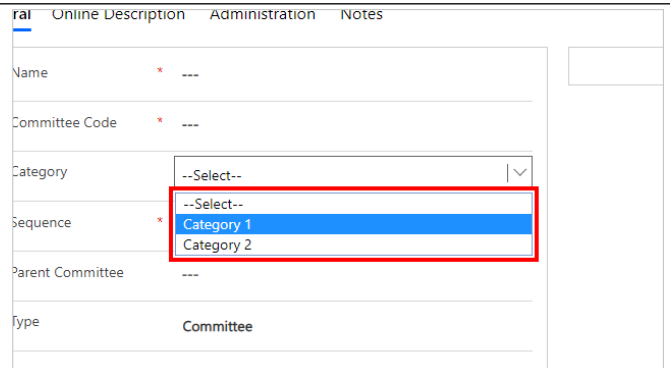 ral Online Description Administration Notes
Name * ---
Committee Code * ---
Category --Select--
--Select--
Sequence * Category 1
Category 2
Parent Committee ---
Type Committee